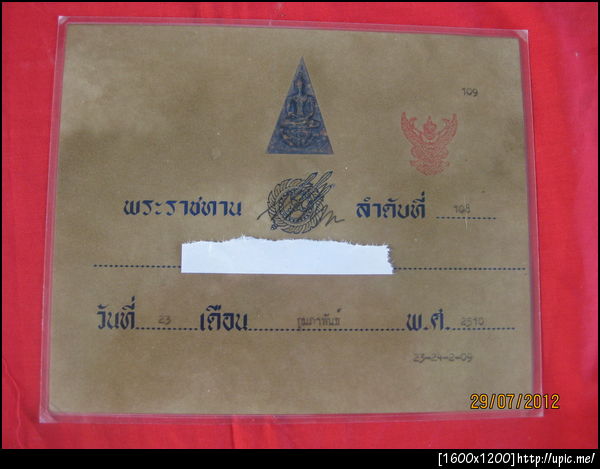 109
พระราชทาน ลำดับที่ 108
วันที่ 23 เดือน กุมภาพันธ์ พ.ศ. 2510
23-24-2-09
29/07/2012
[1600x1200]http://upic.me/